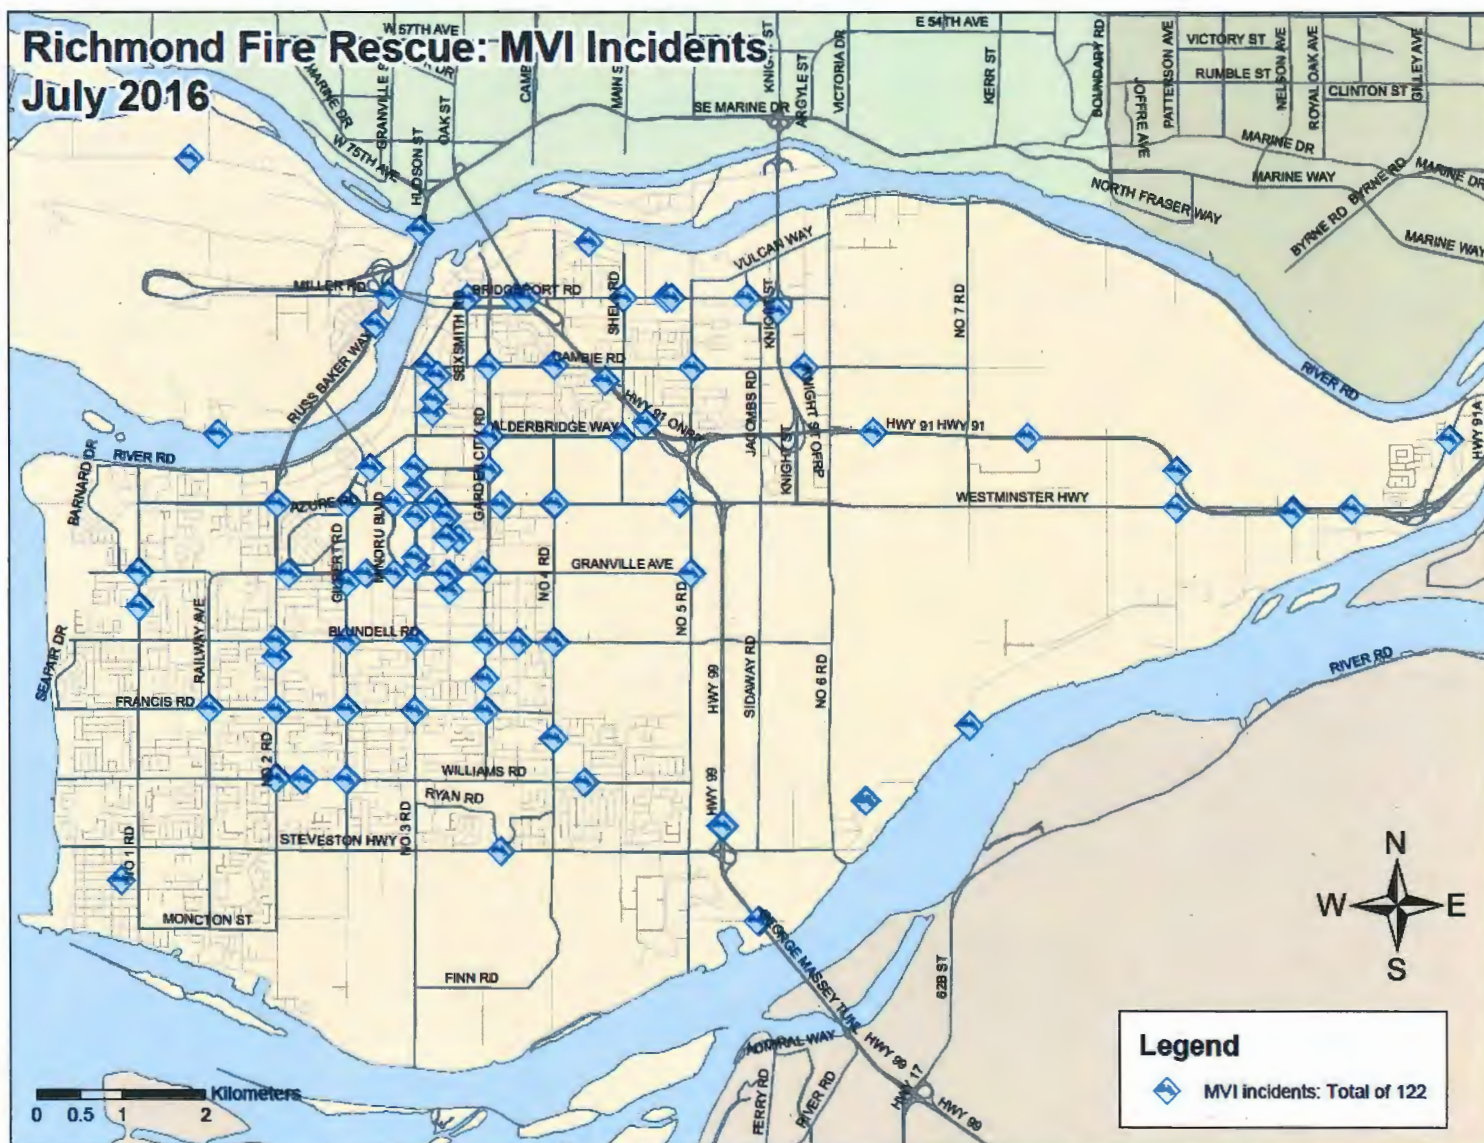 Richmond Fire Rescue: MVI Incidents
July 2016
W 57TH AVE
E 54TH AVE
VICTORY ST
RUMBLE ST
CLINTON ST
BOUNDARY RD
PATTERSON AVE
JOFFRE AVE
NELSON AVE
ROYAL OAK AVE
GILLEY AVE
KERR ST
VICTORIA DR
ARGYLE ST
MAIN S
CAMB
OAK ST
MARINE DR
W 75TH AVE
HUDSON ST
SE MARINE DR
MARINE DR
MARINE DR
MARINE WAY
MARINE WAY
NORTH FRASER WAY
BYRNE RD
BYRNE RD
VULCAN WAY
MILLER RD
BRIDGEPORT RD
SEXSMITH RD
KNIGHT ST
NO 7 RD
CAMBIE RD
RIVER RD
RUSS BAKER WAY
HWY 91 ONRP
ALDERBRIDGE WAY
JACOMBS RD
KNIGHT ST OFRP
KNIGHT ST
HWY 91 HWY 91
HWY 91A
GARDEN CITY RD
RIVER RD
BARNARD DR
AZURE RD
MINORU BLVD
GILBERT RD
WESTMINSTER HWY
NO 4 RD
GRANVILLE AVE
NO 5 RD
RAILWAY AVE
BLUNDELL RD
SEAFAIR DR
FRANCIS RD
HWY 99
SIDAWAY RD
NO 6 RD
RIVER RD
NO 2 RD
WILLIAMS RD
RYAN RD
HWY 99
NO 3 RD
STEVESTON HWY
NO 1 RD
MONCTON ST
FINN RD
GEORGE MASSEY TUNL
62B ST
ADMIRAL WAY
HWY 99
FERRY RD
RIVER RD
HWY 17
HWY 99
N
W E
S
Legend
MVI incidents: Total of 122
Kilometers
0 0.5 1 2